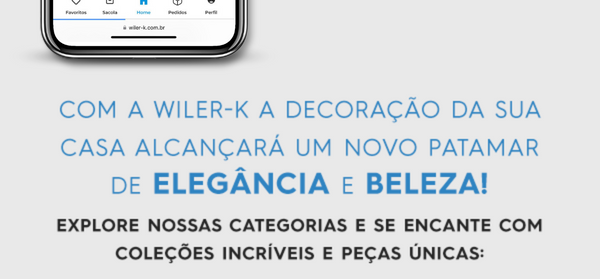 Favoritos Sacola Home Pedidos Perfil
wiler-k.com.br
COM A WILER-K A DECORAÇÃO DA SUA
CASA ALCANÇARÁ UM NOVO PATAMAR
DE ELEGÂNCIA E BELEZA!
EXPLORE NOSSAS CATEGORIAS E SE ENCANTE COM
COLEÇÕES INCRÍVEIS E PEÇAS ÚNICAS: